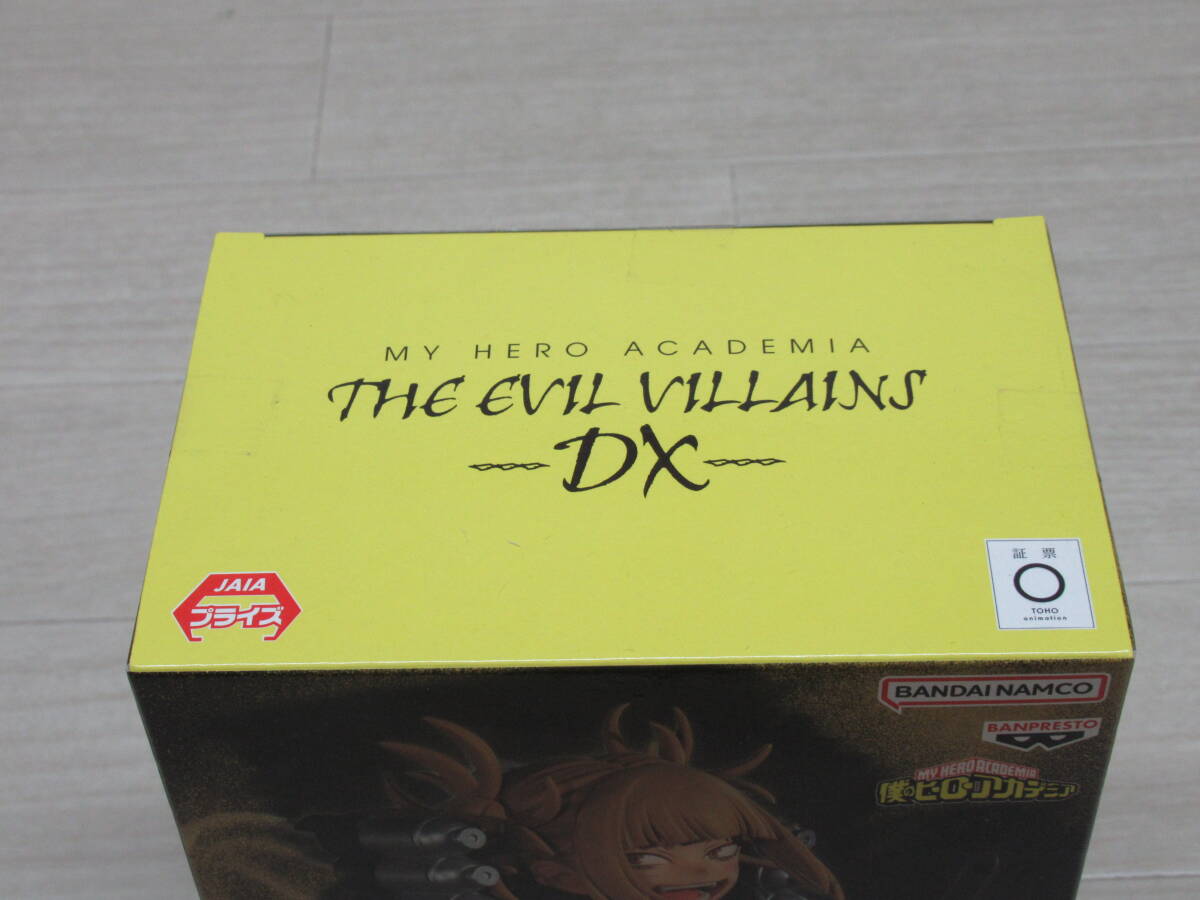 MY HERO ACADEMIA
THE EVIL VILLAINS
DX
JAIA
プライズ
証票
TOHO
animation
BANDAI NAMCO
BANPRESTO
MY HERO ACADEMIA
僕のヒーローアカデミア